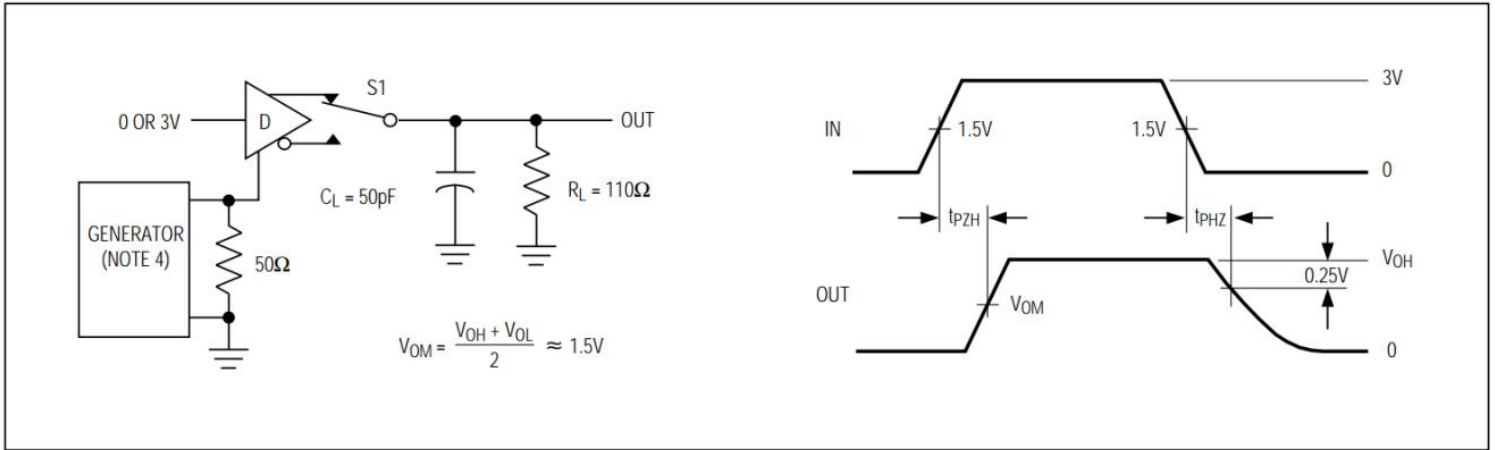 S1
0 OR 3V
D
OUT
C_L = 50pF
R_L = 110Ω
GENERATOR
(NOTE 4)
50Ω
V_OM = (V_OH + V_OL) / 2 ≈ 1.5V
3V
IN
1.5V
1.5V
0
t_PZH
t_PHZ
V_OH
0.25V
OUT
V_OM
0